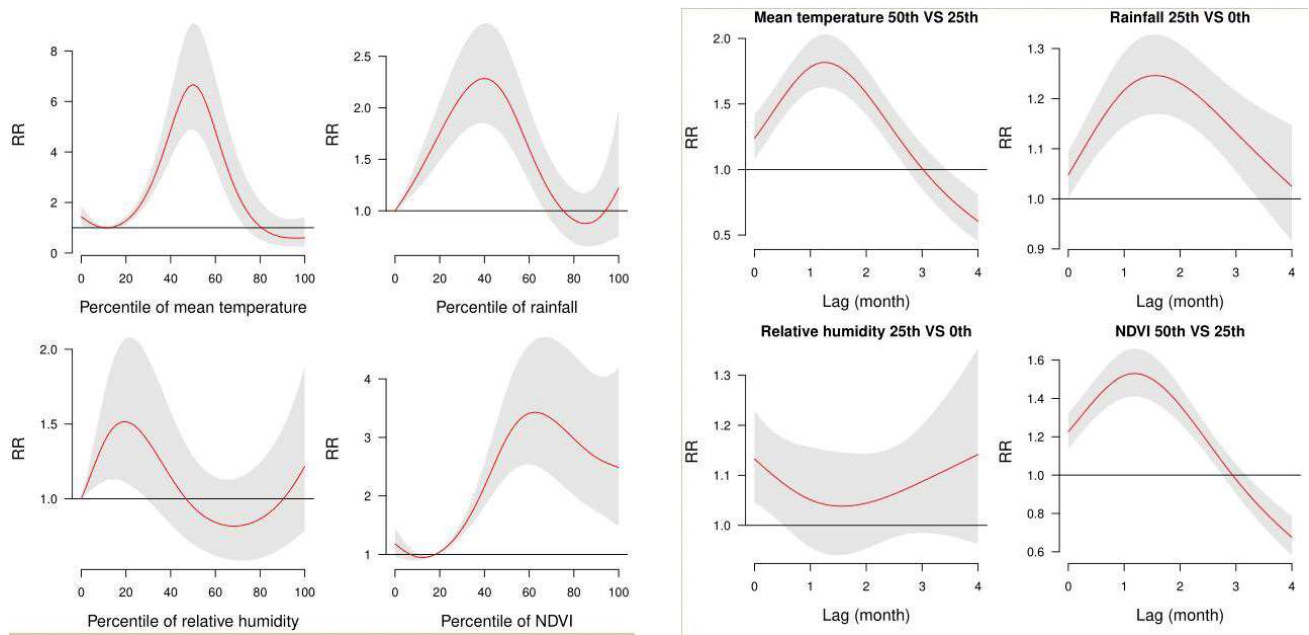 8
6
4
2
0
RR
0 20 40 60 80 100
Percentile of mean temperature
2.5
2.0
1.5
1.0
RR
0 20 40 60 80 100
Percentile of rainfall
2.0
1.5
1.0
RR
0 20 40 60 80 100
Percentile of relative humidity
4
3
2
1
RR
0 20 40 60 80 100
Percentile of NDVI
Mean temperature 50th VS 25th
2.0
1.5
1.0
0.5
RR
0 1 2 3 4
Lag (month)
Rainfall 25th VS 0th
1.3
1.2
1.1
1.0
0.9
RR
0 1 2 3 4
Lag (month)
Relative humidity 25th VS 0th
1.3
1.2
1.1
1.0
RR
0 1 2 3 4
Lag (month)
NDVI 50th VS 25th
1.6
1.4
1.2
1.0
0.8
0.6
RR
0 1 2 3 4
Lag (month)